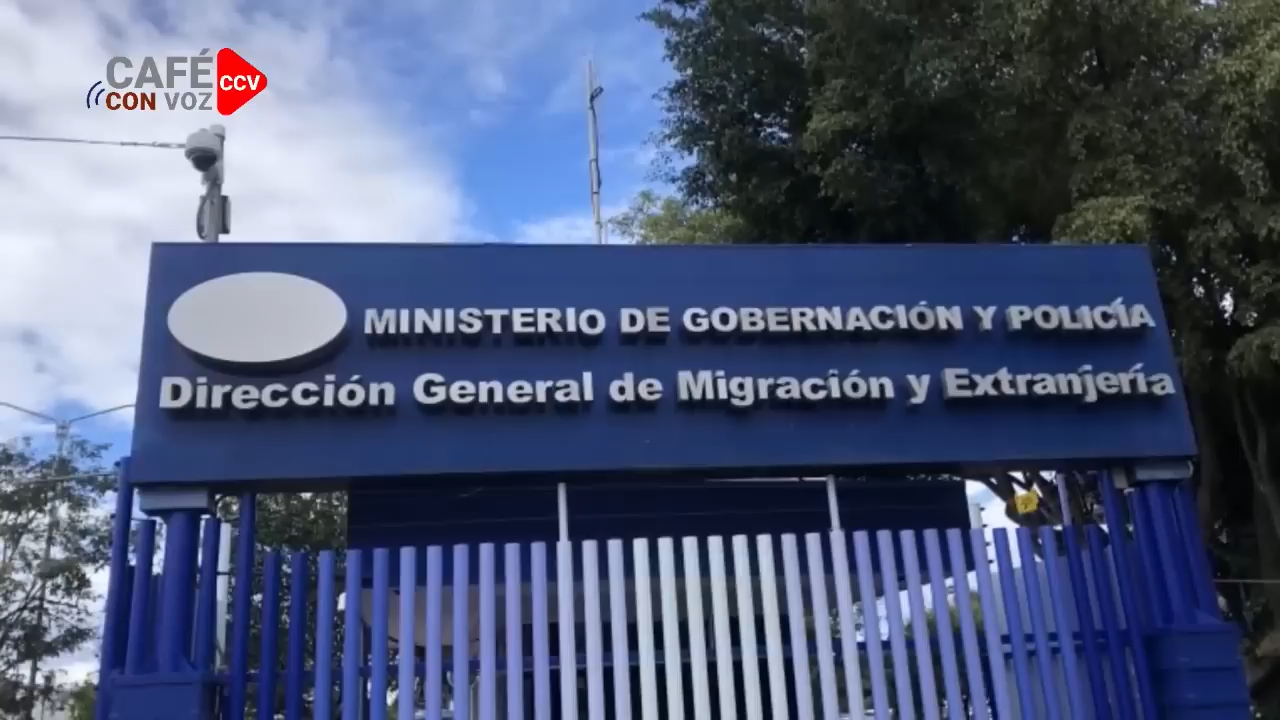 CAFÉ
CON VOZ
CCV
MINISTERIO DE GOBERNACIÓN Y POLICÍA
Dirección General de Migración y Extranjería